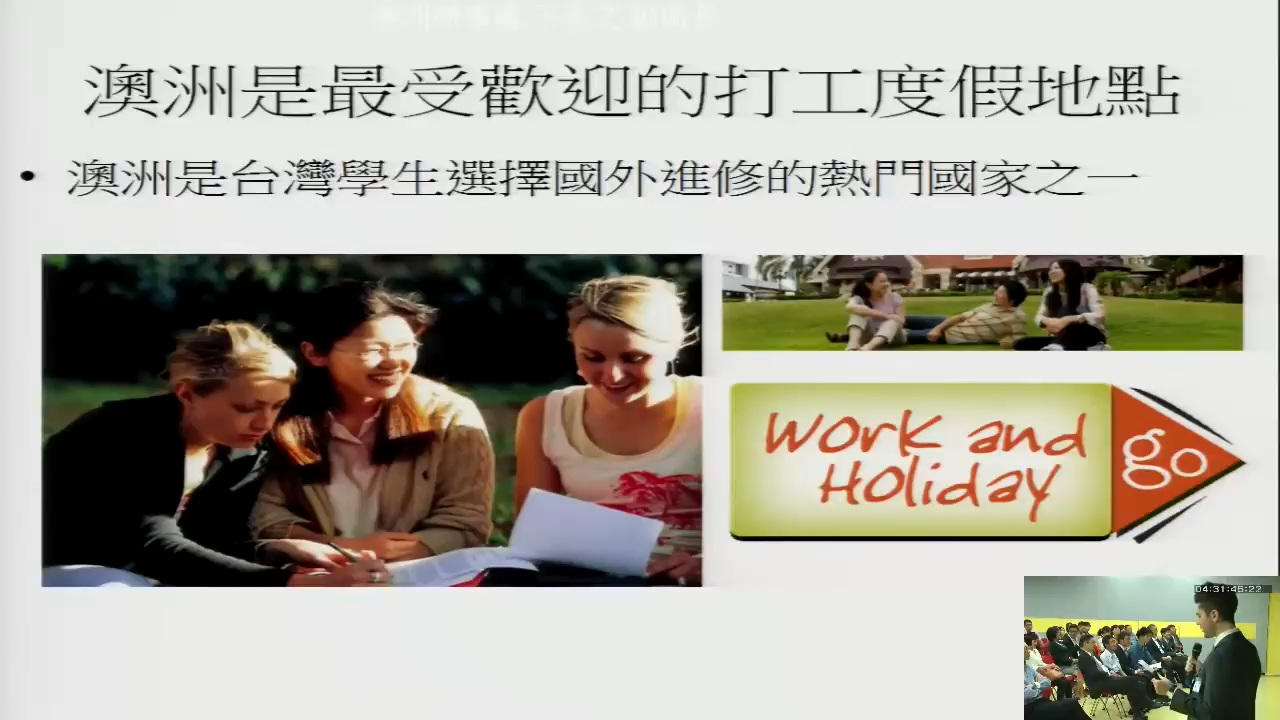 澳洲是最受歡迎的打工度假地點
• 澳洲是台灣學生選擇國外進修的熱門國家之一
Work and
Holiday
go
04:31:45:22